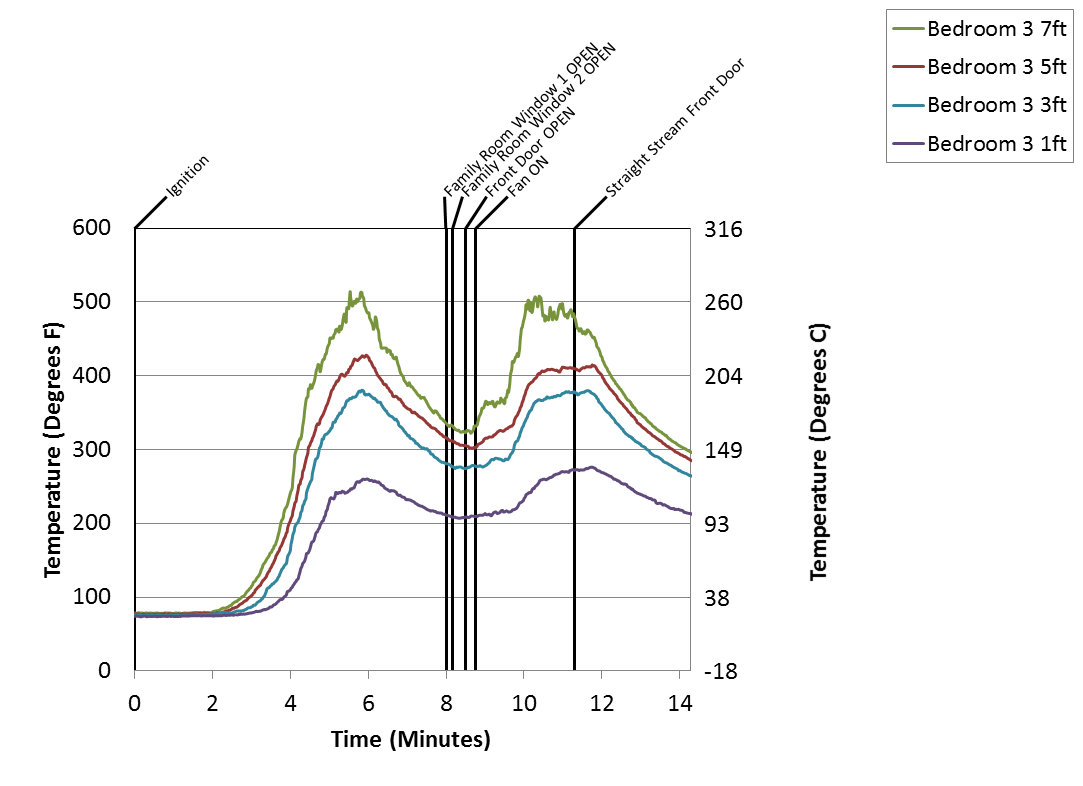 Bedroom 3 7ft
Bedroom 3 5ft
Bedroom 3 3ft
Bedroom 3 1ft
Ignition
Family Room Window 1 OPEN
Family Room Window 2 OPEN
Front Door OPEN
Fan ON
Straight Stream Front Door
600
500
400
300
200
100
0
Temperature (Degrees F)
316
260
204
149
93
38
-18
Temperature (Degrees C)
0 2 4 6 8 10 12 14
Time (Minutes)